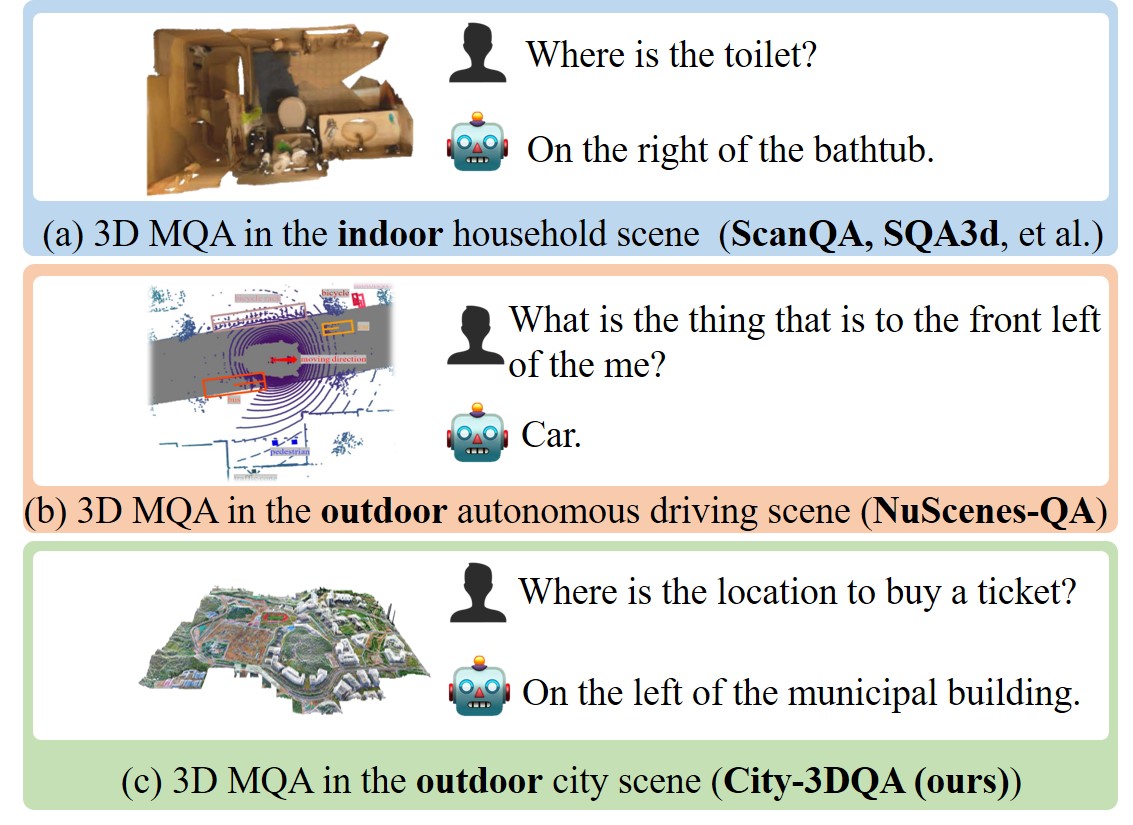 Where is the toilet?
On the right of the bathtub.
(a) 3D MQA in the indoor household scene (ScanQA, SQA3d, et al.)
bicycle
moving direction
pedestrian
What is the thing that is to the front left
of the me?
Car.
(b) 3D MQA in the outdoor autonomous driving scene (NuScenes-QA)
Where is the location to buy a ticket?
On the left of the municipal building.
(c) 3D MQA in the outdoor city scene (City-3DQA (ours))